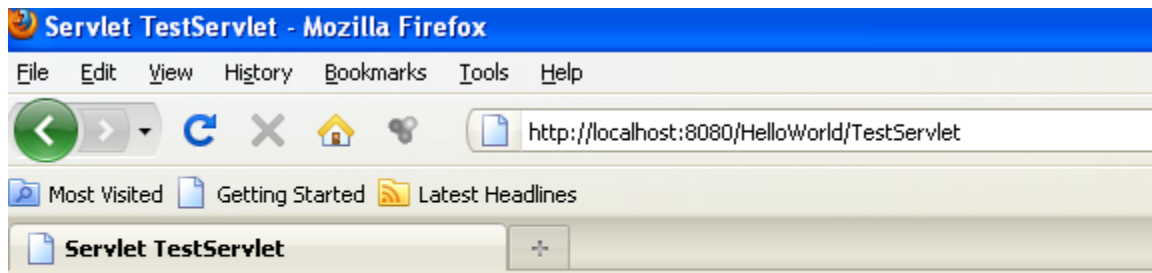 Servlet TestServlet - Mozilla Firefox
File Edit View History Bookmarks Tools Help
http://localhost:8080/HelloWorld/TestServlet
Most Visited Getting Started Latest Headlines
Servlet TestServlet